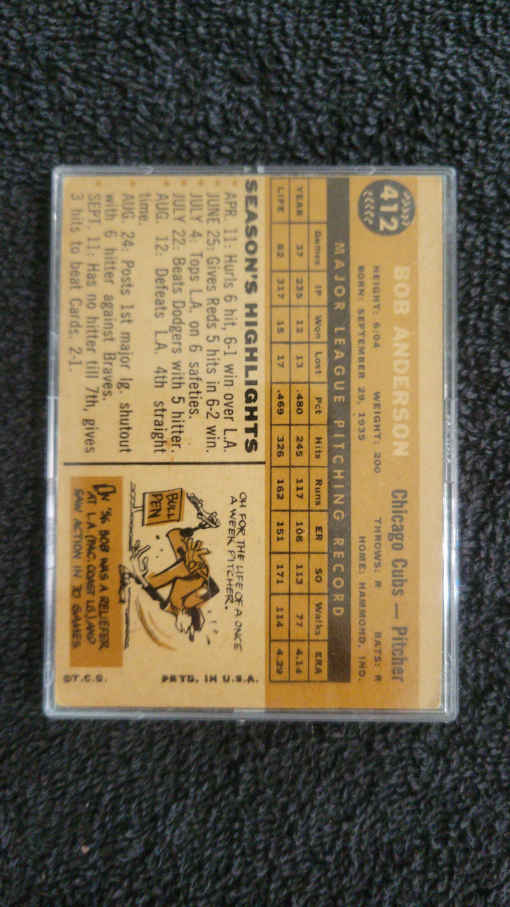 412
BOB ANDERSON
Chicago Cubs — Pitcher
HEIGHT: 6:04 WEIGHT: 200 THROWS: R BATS: R
BORN: SEPTEMBER 29, 1935 HOME: HAMMOND, IND.
MAJOR LEAGUE PITCHING RECORD
Games IP Won Lost Pct Hits Runs ER SO Walks ERA
YEAR 37 235 12 13 .480 245 117 108 113 77 4.14
LIFE 82 317 15 17 .469 326 162 151 171 114 4.29
SEASON'S HIGHLIGHTS
APR. 11: Hurls 6 hit, 6-1 win over L.A.
JUNE 25: Gives Reds 5 hits in 6-2 win.
JULY 4: Tops L.A. on 6 safeties.
JULY 22: Beats Dodgers with 5 hitter.
AUG. 12: Defeats L.A. 4th straight
time.
AUG. 24: Posts 1st major lg. shutout
with 6 hitter against Braves.
SEPT. 11: Has no hitter till 7th, gives
3 hits to beat Cards. 2-1.
OH FOR THE LIFE OF A ONCE
A WEEK PITCHER.
BULL
PEN
IN '56 BOB WAS A RELIEFER
AT L.A. (PAC COAST LG.) AND
SAW ACTION IN 70 GAMES
©T.C.G. PRTD. IN U.S.A.